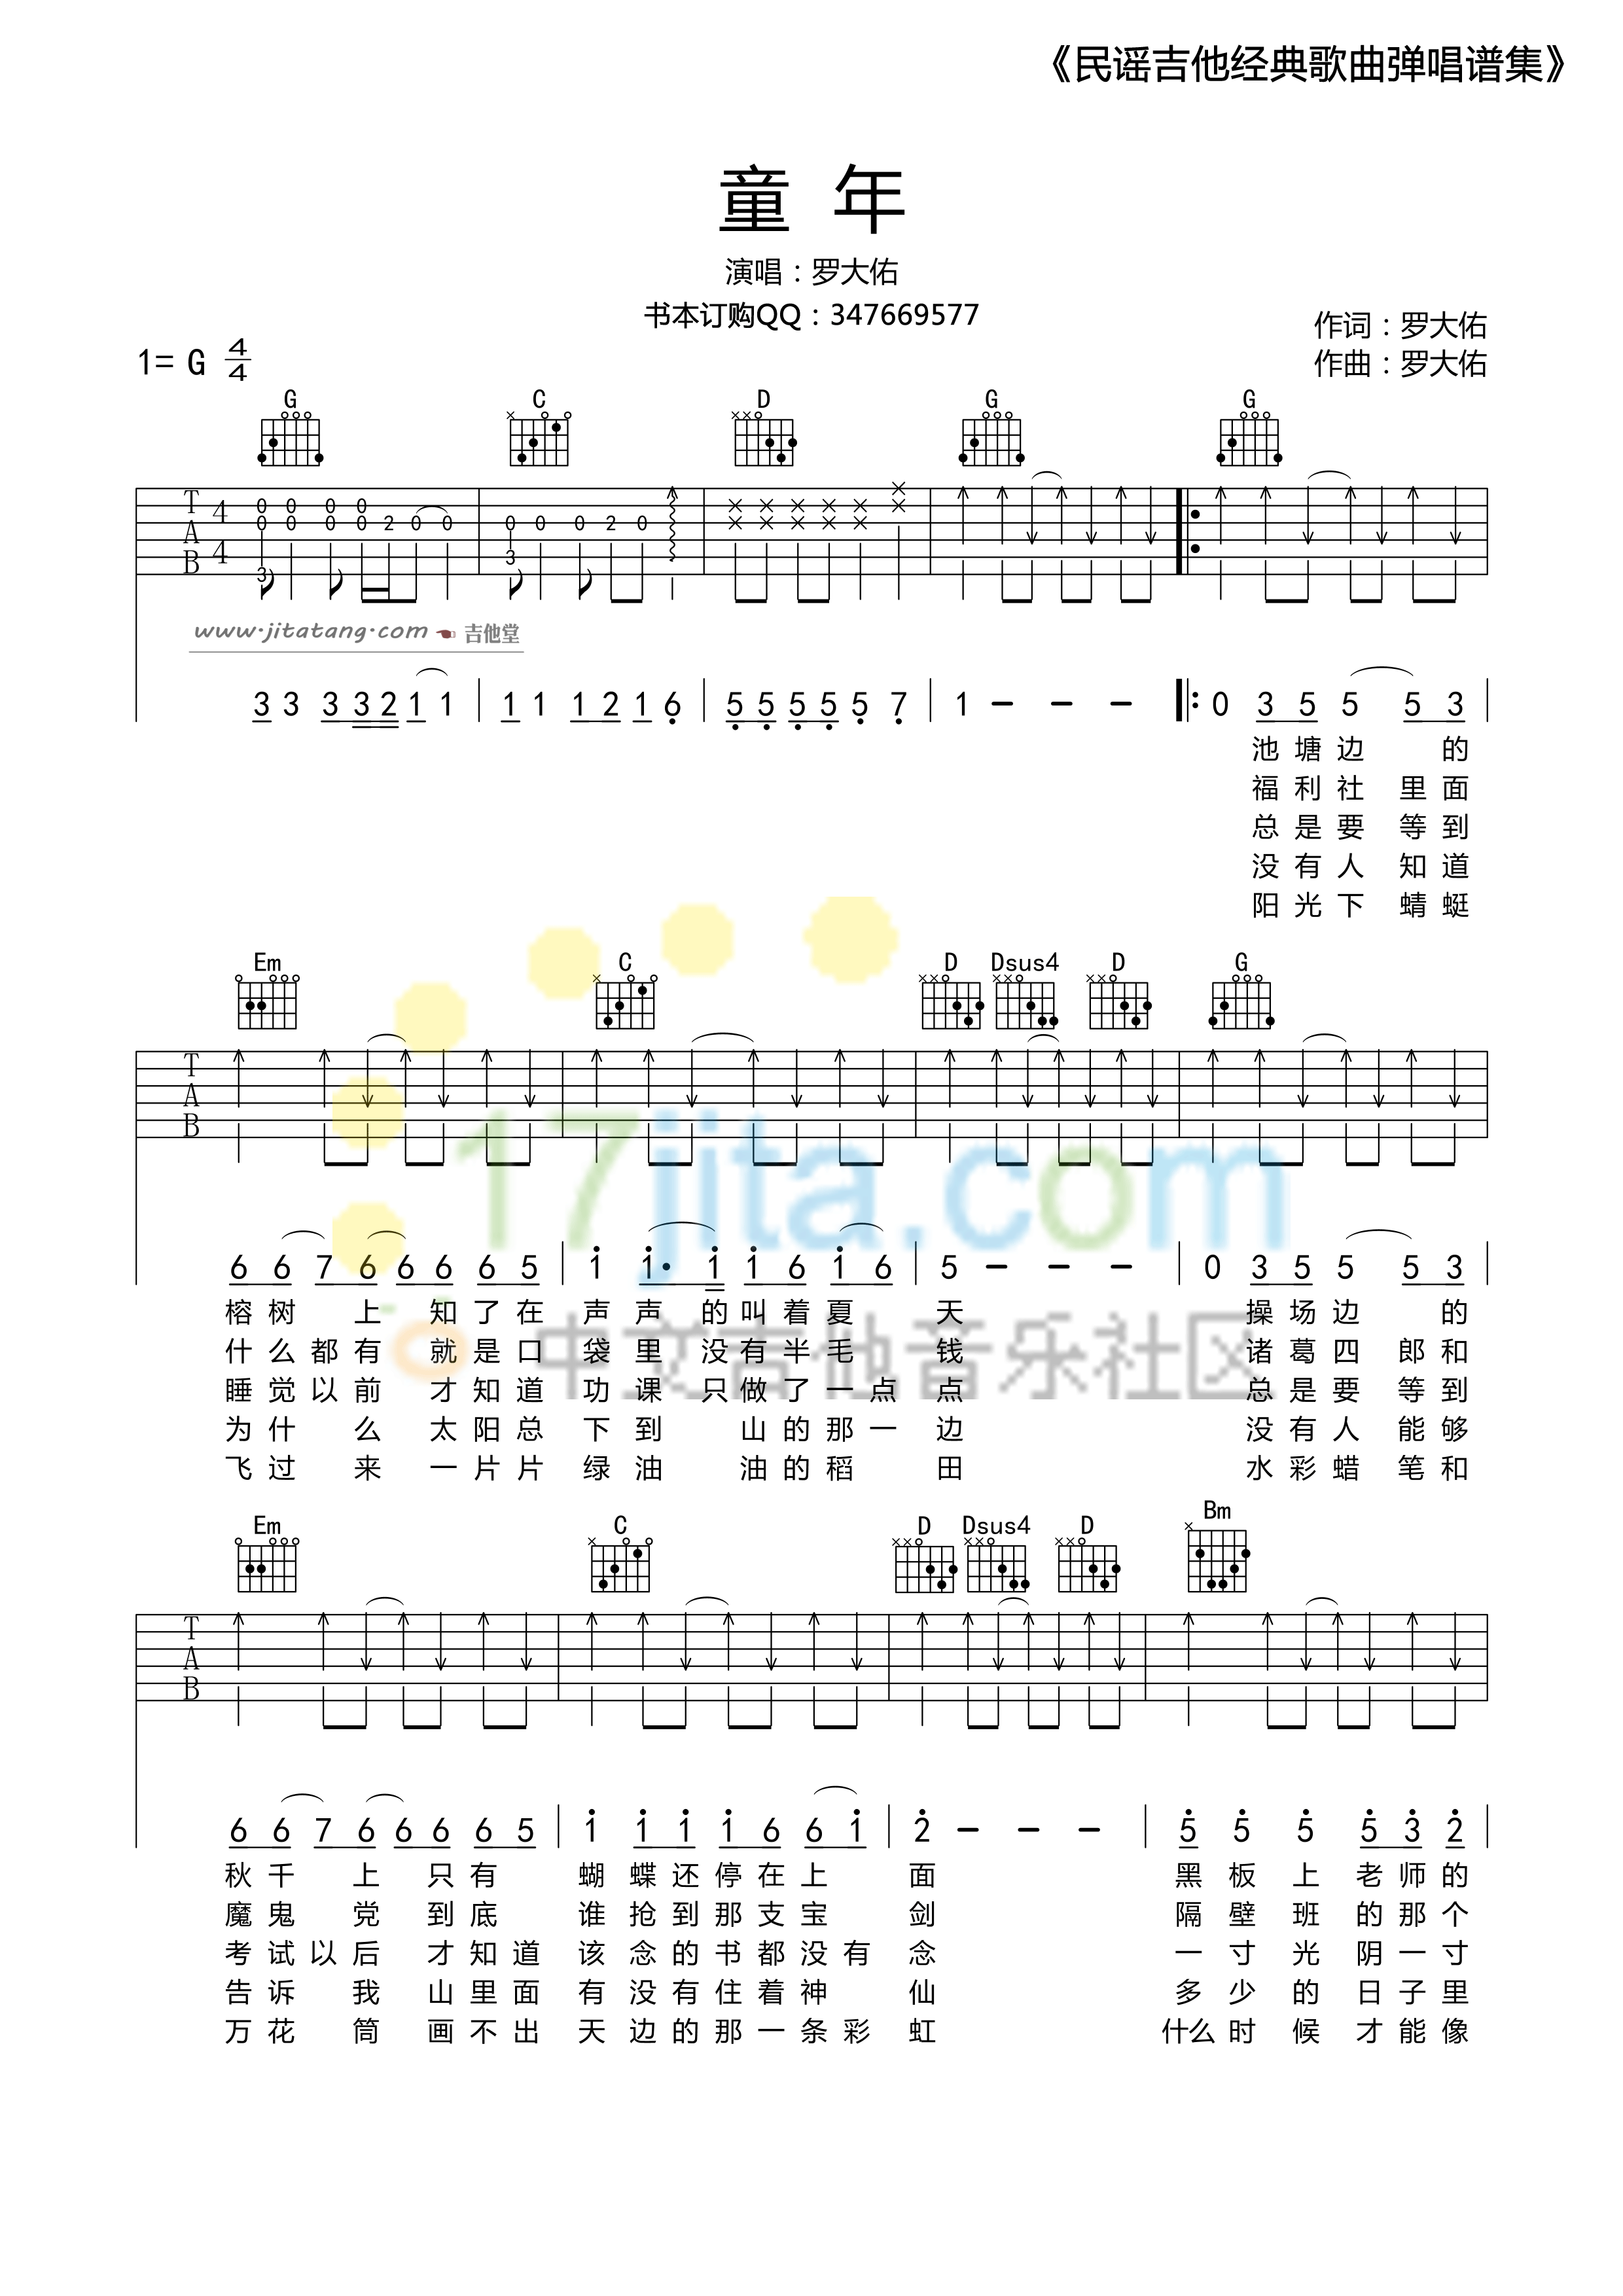 《民谣吉他经典歌曲弹唱谱集》
童 年
演唱：罗大佑
书本订购QQ：347669577
作词：罗大佑
1= G 4/4
作曲：罗大佑
G C D G G
T A B 4 4
0 0 0 0
0 0 0 0 2 0 0 0 0 0 2 0
3 3
www.jitatang.com 吉他堂
3 3 3 3 2 1 1 | 1 1 1 2 1 6 | 5 5 5 5 5 7 | 1 - - - |: 0 3 5 5 5 3 |
池 塘 边 的
福 利 社 里 面
总 是 要 等 到
没 有 人 知 道
阳 光 下 蜻 蜓
Em C D Dsus4 D G
T A B
17jita.com
6 6 7 6 6 6 6 5 | 1 1· 1 1 6 1 6 | 5 - - - | 0 3 5 5 5 3 |
榕 树 上 知 了 在 声 声 的 叫 着 夏 天 操 场 边 的
什 么 都 有 就 是 口 袋 里 没 有 半 毛 钱 诸 葛 四 郎 和
中文吉他音乐社区
睡 觉 以 前 才 知 道 功 课 只 做 了 一 点 点 总 是 要 等 到
为 什 么 太 阳 总 下 到 山 的 那 一 边 没 有 人 能 够
飞 过 来 一 片 片 绿 油 油 的 稻 田 水 彩 蜡 笔 和
Em C D Dsus4 D Bm
T A B
6 6 7 6 6 6 6 5 | 1 1 1 1 6 6 1 | 2 - - - | 5 5 5 5 3 2 |
秋 千 上 只 有 蝴 蝶 还 停 在 上 面 黑 板 上 老 师 的
魔 鬼 党 到 底 谁 抢 到 那 支 宝 剑 隔 壁 班 的 那 个
考 试 以 后 才 知 道 该 念 的 书 都 没 有 念 一 寸 光 阴 一 寸
告 诉 我 山 里 面 有 没 有 住 着 神 仙 多 少 的 日 子 里
万 花 筒 画 不 出 天 边 的 那 一 条 彩 虹 什么 时 候 才 能 像